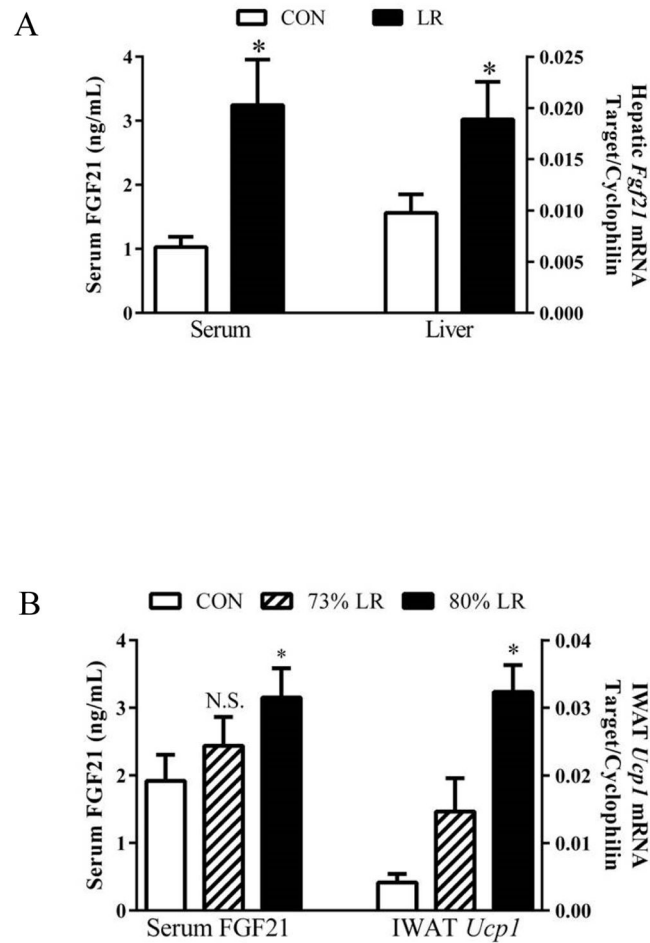 A
CON LR
Serum FGF21 (ng/mL)
4
3
2
1
0
*
*
0.025
0.020
0.015
0.010
0.005
0.000
Hepatic Fgf21 mRNA
Target/Cyclophilin
Serum Liver
B
CON 73% LR 80% LR
Serum FGF21 (ng/mL)
4
3
2
1
0
N.S.
*
*
0.04
0.03
0.02
0.01
0.00
IWAT Ucp1 mRNA
Target/Cyclophilin
Serum FGF21 IWAT Ucp1